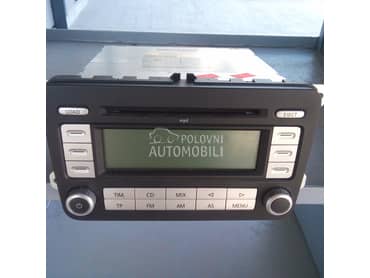 LOAD
EJECT
mp3
POLOVNI
AUTOMOBILI
TIM.
CD
MIX
TP
FM
AM
AS
MENU